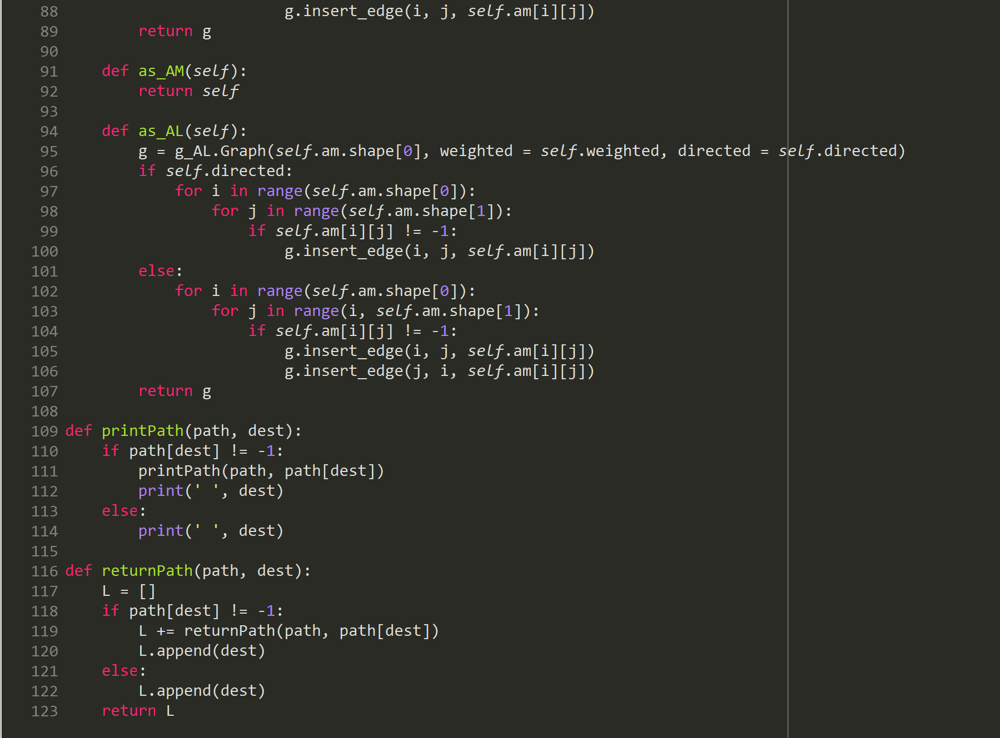 88                         g.insert_edge(i, j, self.am[i][j])
89         return g
90
91     def as_AM(self):
92         return self
93
94     def as_AL(self):
95         g = g_AL.Graph(self.am.shape[0], weighted = self.weighted, directed = self.directed)
96         if self.directed:
97             for i in range(self.am.shape[0]):
98                 for j in range(self.am.shape[1]):
99                     if self.am[i][j] != -1:
100                         g.insert_edge(i, j, self.am[i][j])
101         else:
102             for i in range(self.am.shape[0]):
103                 for j in range(i, self.am.shape[1]):
104                     if self.am[i][j] != -1:
105                         g.insert_edge(i, j, self.am[i][j])
106                         g.insert_edge(j, i, self.am[i][j])
107         return g
108
109 def printPath(path, dest):
110     if path[dest] != -1:
111         printPath(path, path[dest])
112         print(' ', dest)
113     else:
114         print(' ', dest)
115
116 def returnPath(path, dest):
117     L = []
118     if path[dest] != -1:
119         L += returnPath(path, path[dest])
120         L.append(dest)
121     else:
122         L.append(dest)
123     return L